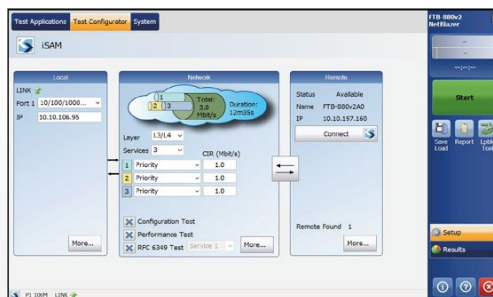 Test Applications Test Configurator System
iSAM
Local
LINK
Port 1 10/100/1000...
IP 10.10.106.95
More...
Network
1
2 3
Total:
3.0
Mbit/s
Duration:
12m35s
Layer L3/L4
Services 3
CIR (Mbit/s)
1 Priority 1.0
2 Priority 1.0
3 Priority 1.0
Configuration Test
Performance Test
RFC 6349 Test Service 1 More...
Remote
Status Available
Name FTB-880v2A0
IP 10.10.197.160
Connect
Remote Found 1
More...
P1 100M LINK
FTB-880v2
NetBlazer
--
--
--:--:--
Start
Save
Load
Report
Setup
Results